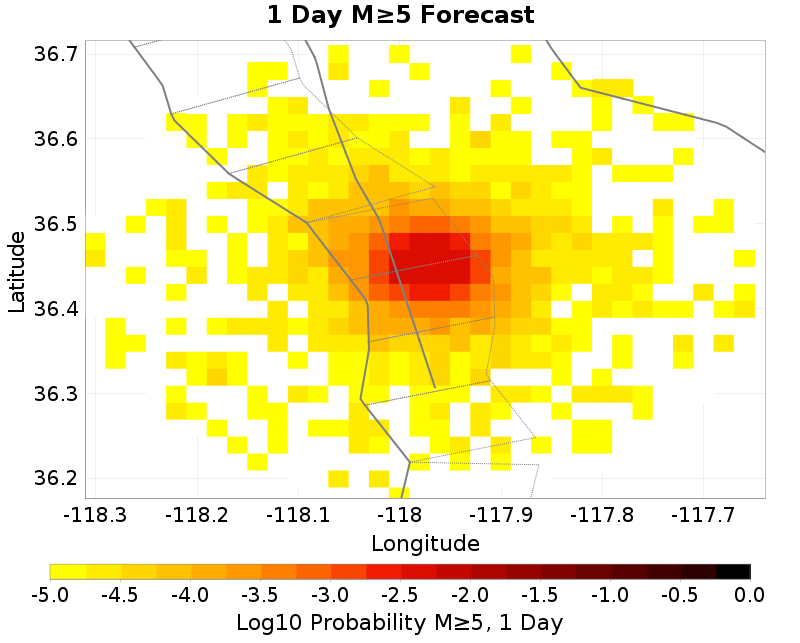 1 Day M≥5 Forecast
36.7
36.6
36.5
36.4
36.3
36.2
Latitude
-118.3 -118.2 -118.1 -118 -117.9 -117.8 -117.7
Longitude
-5.0 -4.5 -4.0 -3.5 -3.0 -2.5 -2.0 -1.5 -1.0 -0.5 0.0
Log10 Probability M≥5, 1 Day